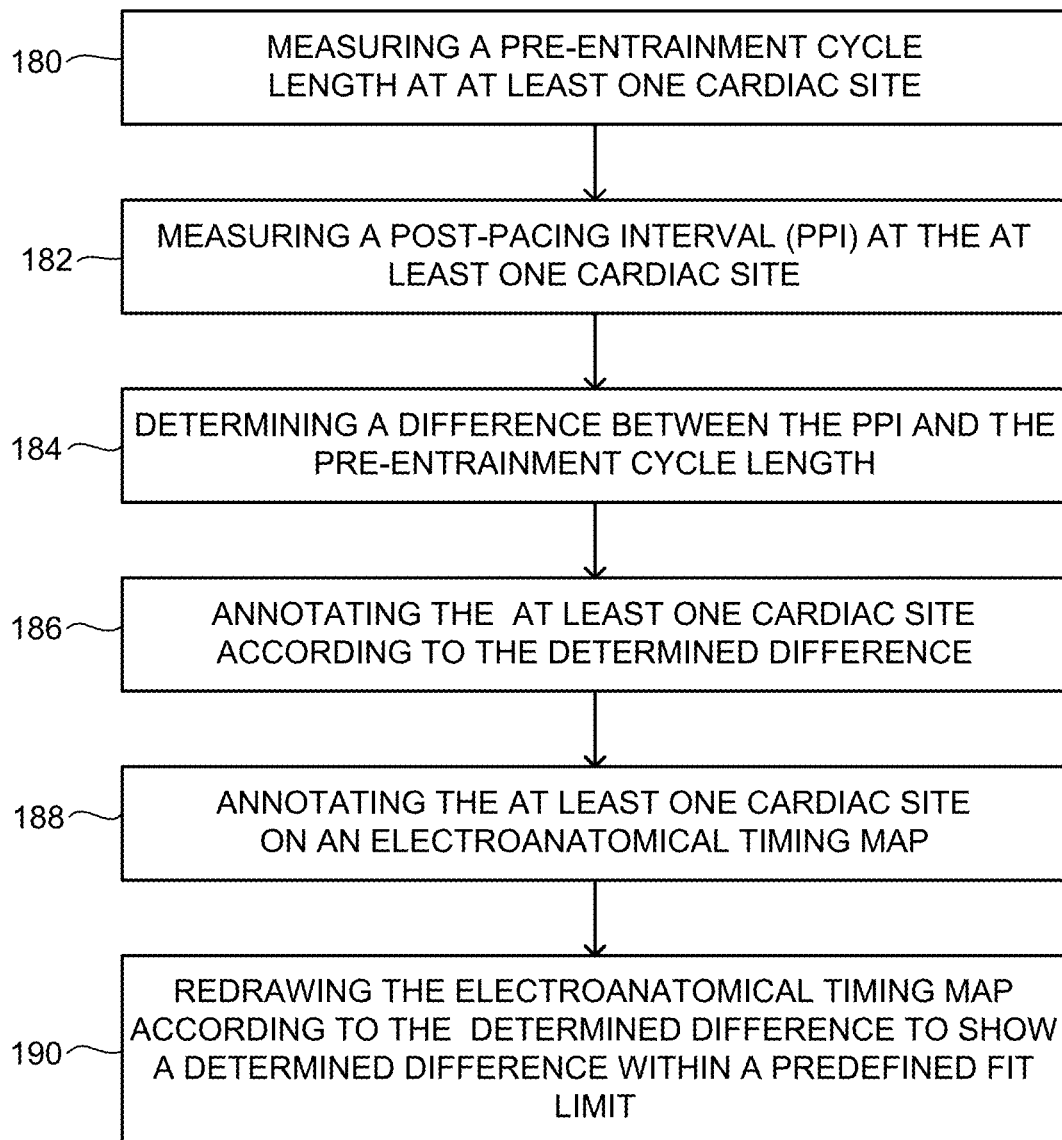 180
MEASURING A PRE-ENTRAINMENT CYCLE
LENGTH AT AT LEAST ONE CARDIAC SITE
182
MEASURING A POST-PACING INTERVAL (PPI) AT THE AT
LEAST ONE CARDIAC SITE
184
DETERMINING A DIFFERENCE BETWEEN THE PPI AND THE
PRE-ENTRAINMENT CYCLE LENGTH
186
ANNOTATING THE AT LEAST ONE CARDIAC SITE
ACCORDING TO THE DETERMINED DIFFERENCE
188
ANNOTATING THE AT LEAST ONE CARDIAC SITE
ON AN ELECTROANATOMICAL TIMING MAP
190
REDRAWING THE ELECTROANATOMICAL TIMING MAP
ACCORDING TO THE DETERMINED DIFFERENCE TO SHOW
A DETERMINED DIFFERENCE WITHIN A PREDEFINED FIT
LIMIT